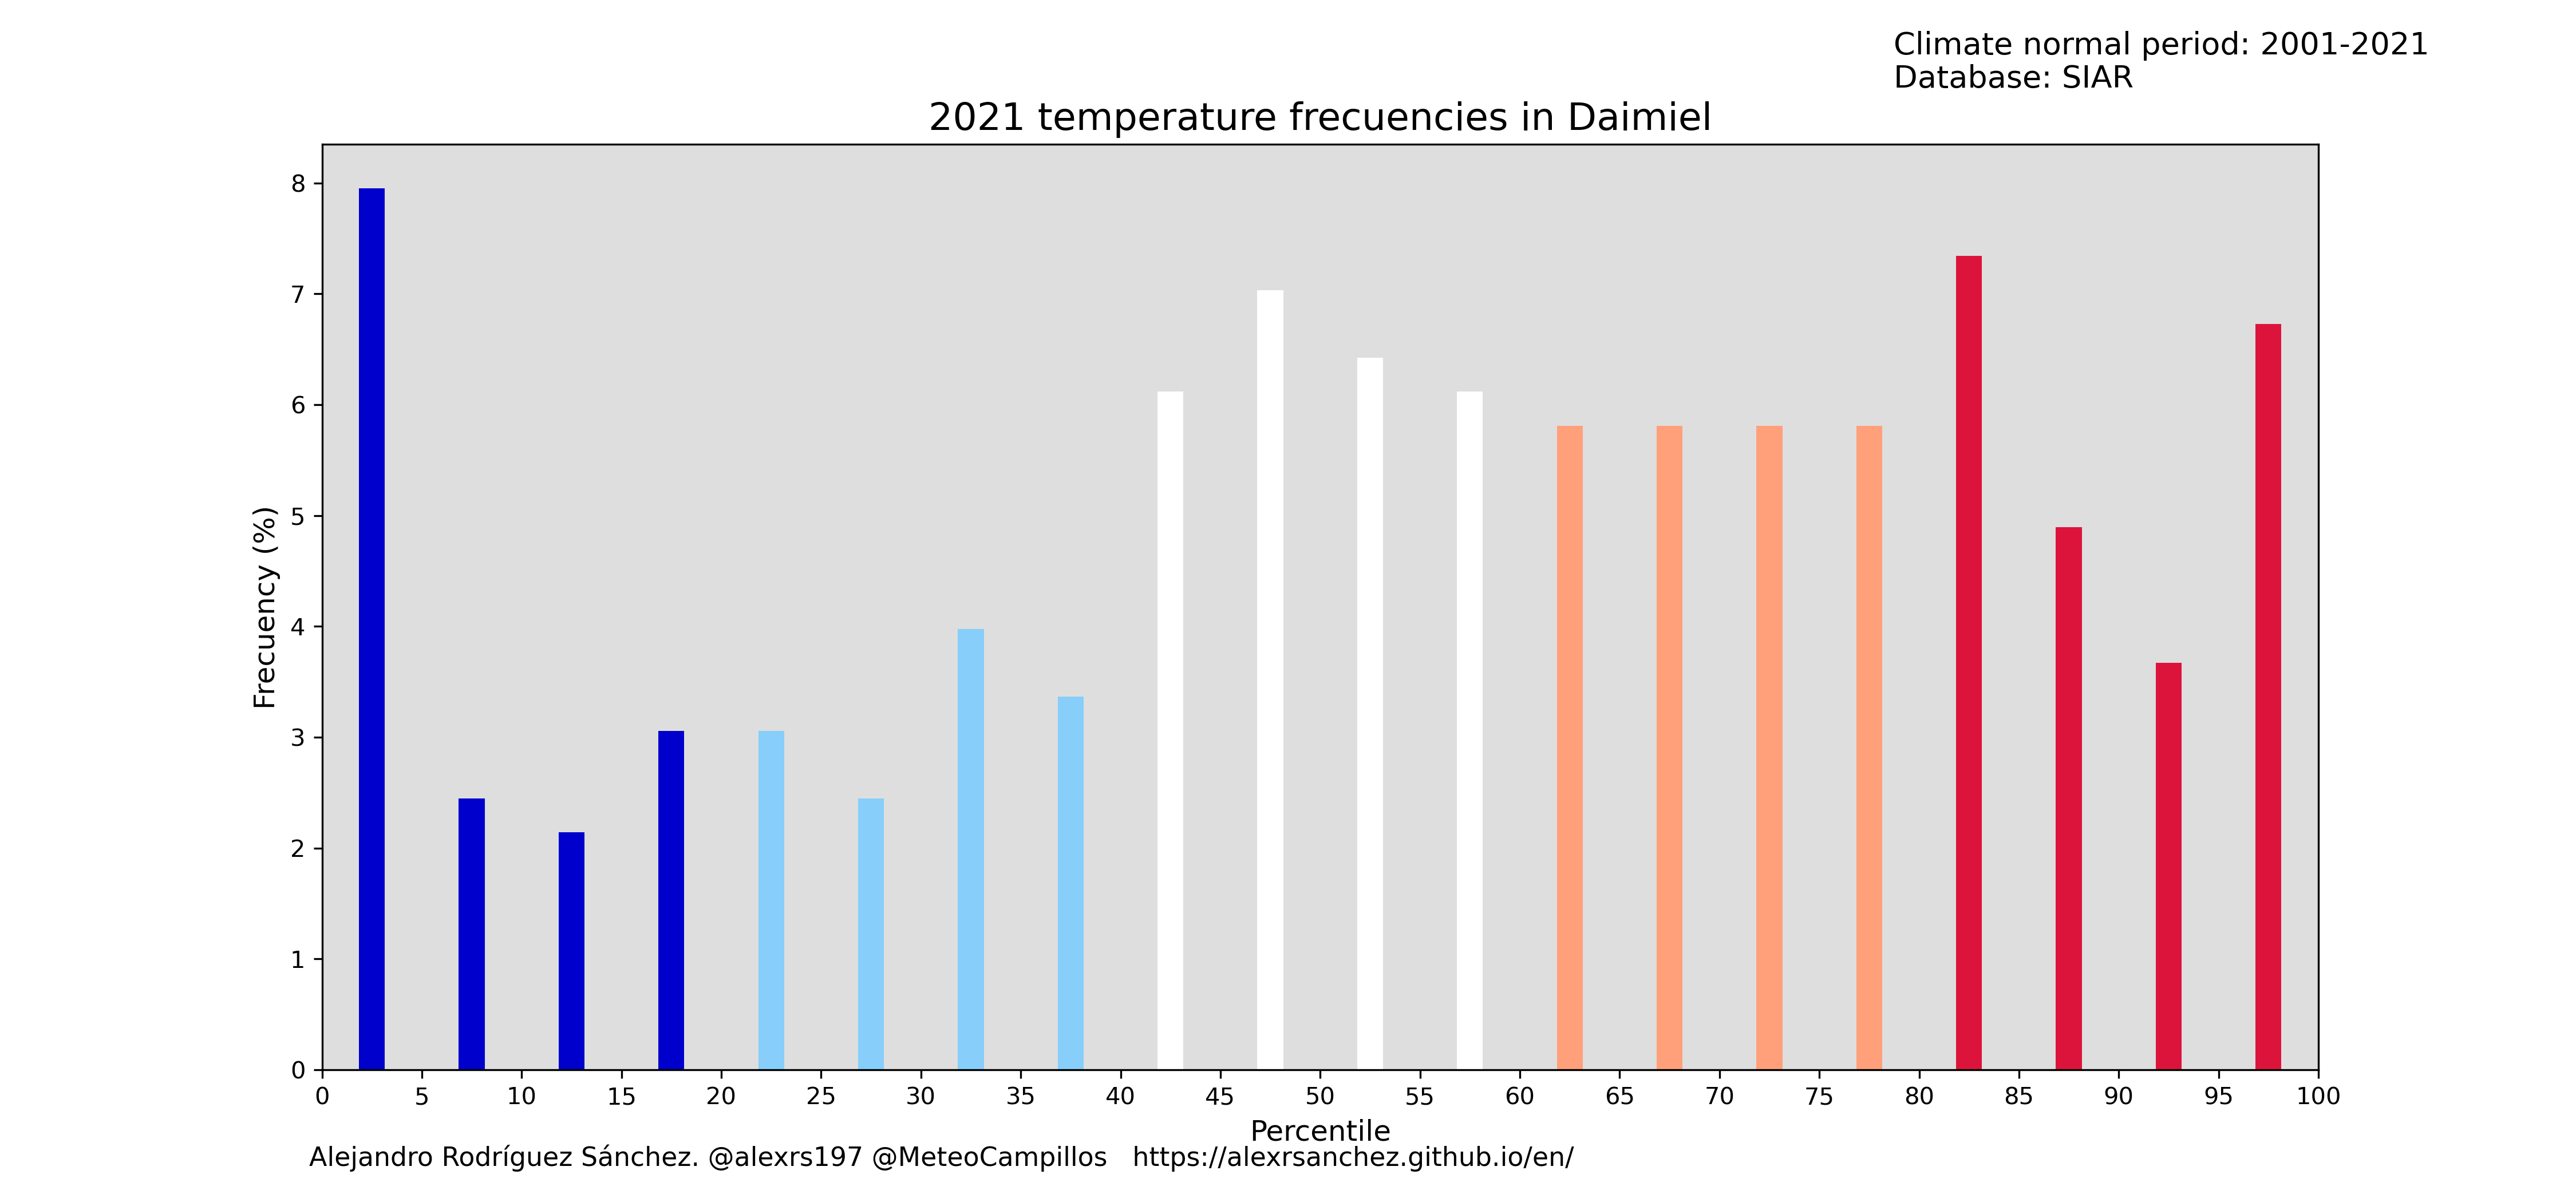 Climate normal period: 2001-2021
Database: SIAR
2021 temperature frecuencies in Daimiel
8
7
6
5
4
3
2
1
0
Frecuency (%)
0 5 10 15 20 25 30 35 40 45 50 55 60 65 70 75 80 85 90 95 100
Percentile
Alejandro Rodríguez Sánchez. @alexrs197 @MeteoCampillos https://alexrsanchez.github.io/en/